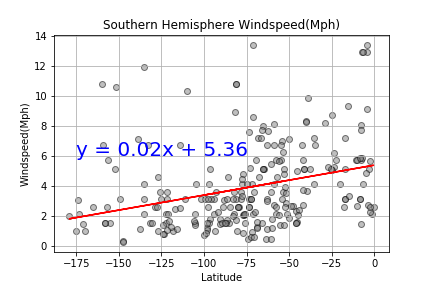 Southern Hemisphere Windspeed(Mph)
14
12
10
8
6
4
2
0
Windspeed(Mph)
y = 0.02x + 5.36
−175 −150 −125 −100 −75 −50 −25 0
Latitude